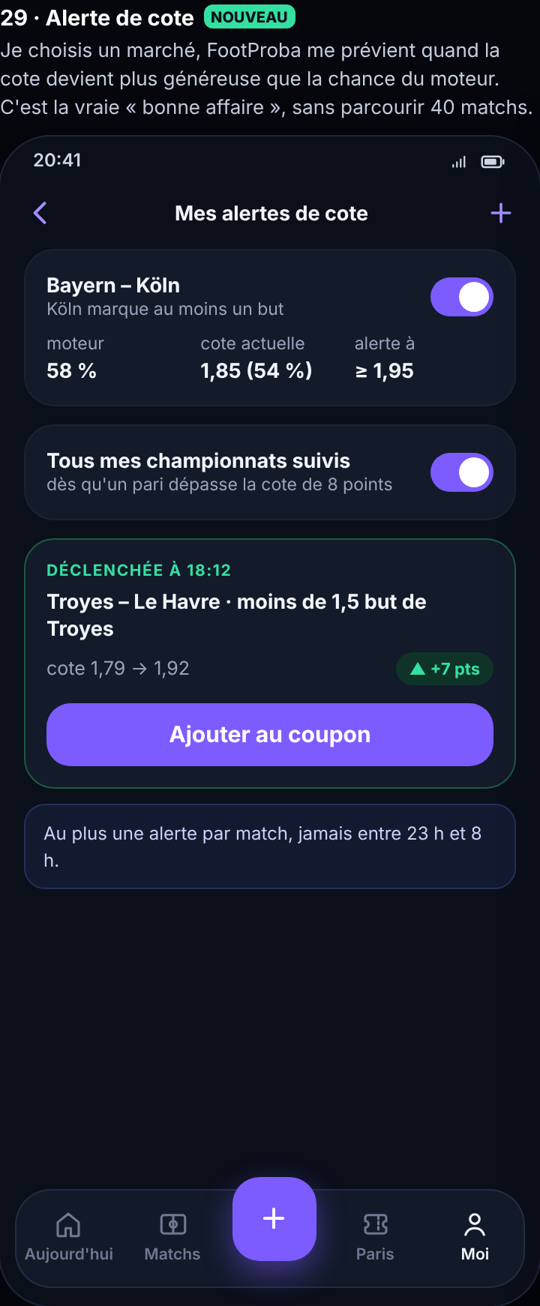 29 · Alerte de cote NOUVEAU
Je choisis un marché, FootProba me prévient quand la
cote devient plus généreuse que la chance du moteur.
C'est la vraie « bonne affaire », sans parcourir 40 matchs.
20:41
Mes alertes de cote
Bayern – Köln
Köln marque au moins un but
moteur cote actuelle alerte à
58 % 1,85 (54 %) ≥ 1,95
Tous mes championnats suivis
dès qu'un pari dépasse la cote de 8 points
DÉCLENCHÉE À 18:12
Troyes – Le Havre · moins de 1,5 but de
Troyes
cote 1,79 → 1,92 ▲ +7 pts
Ajouter au coupon
Au plus une alerte par match, jamais entre 23 h et 8
h.
Aujourd'hui Matchs Paris Moi